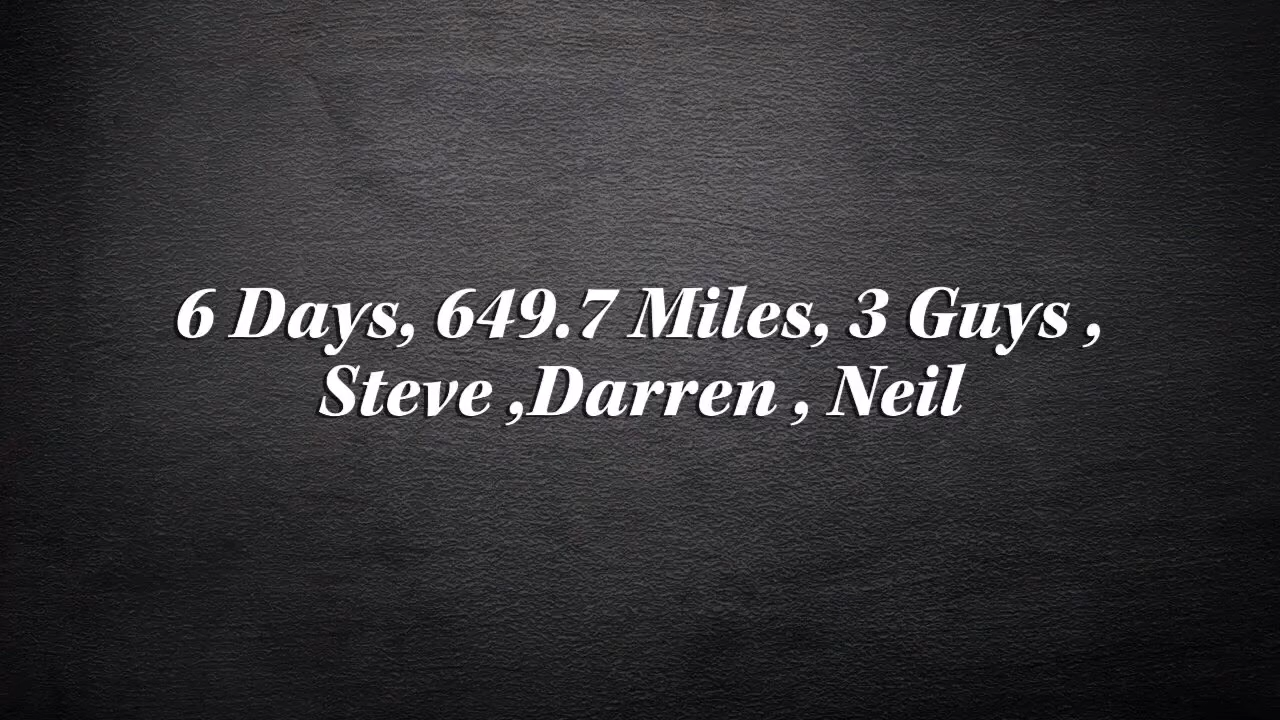 6 Days, 649.7 Miles, 3 Guys ,
Steve ,Darren , Neil